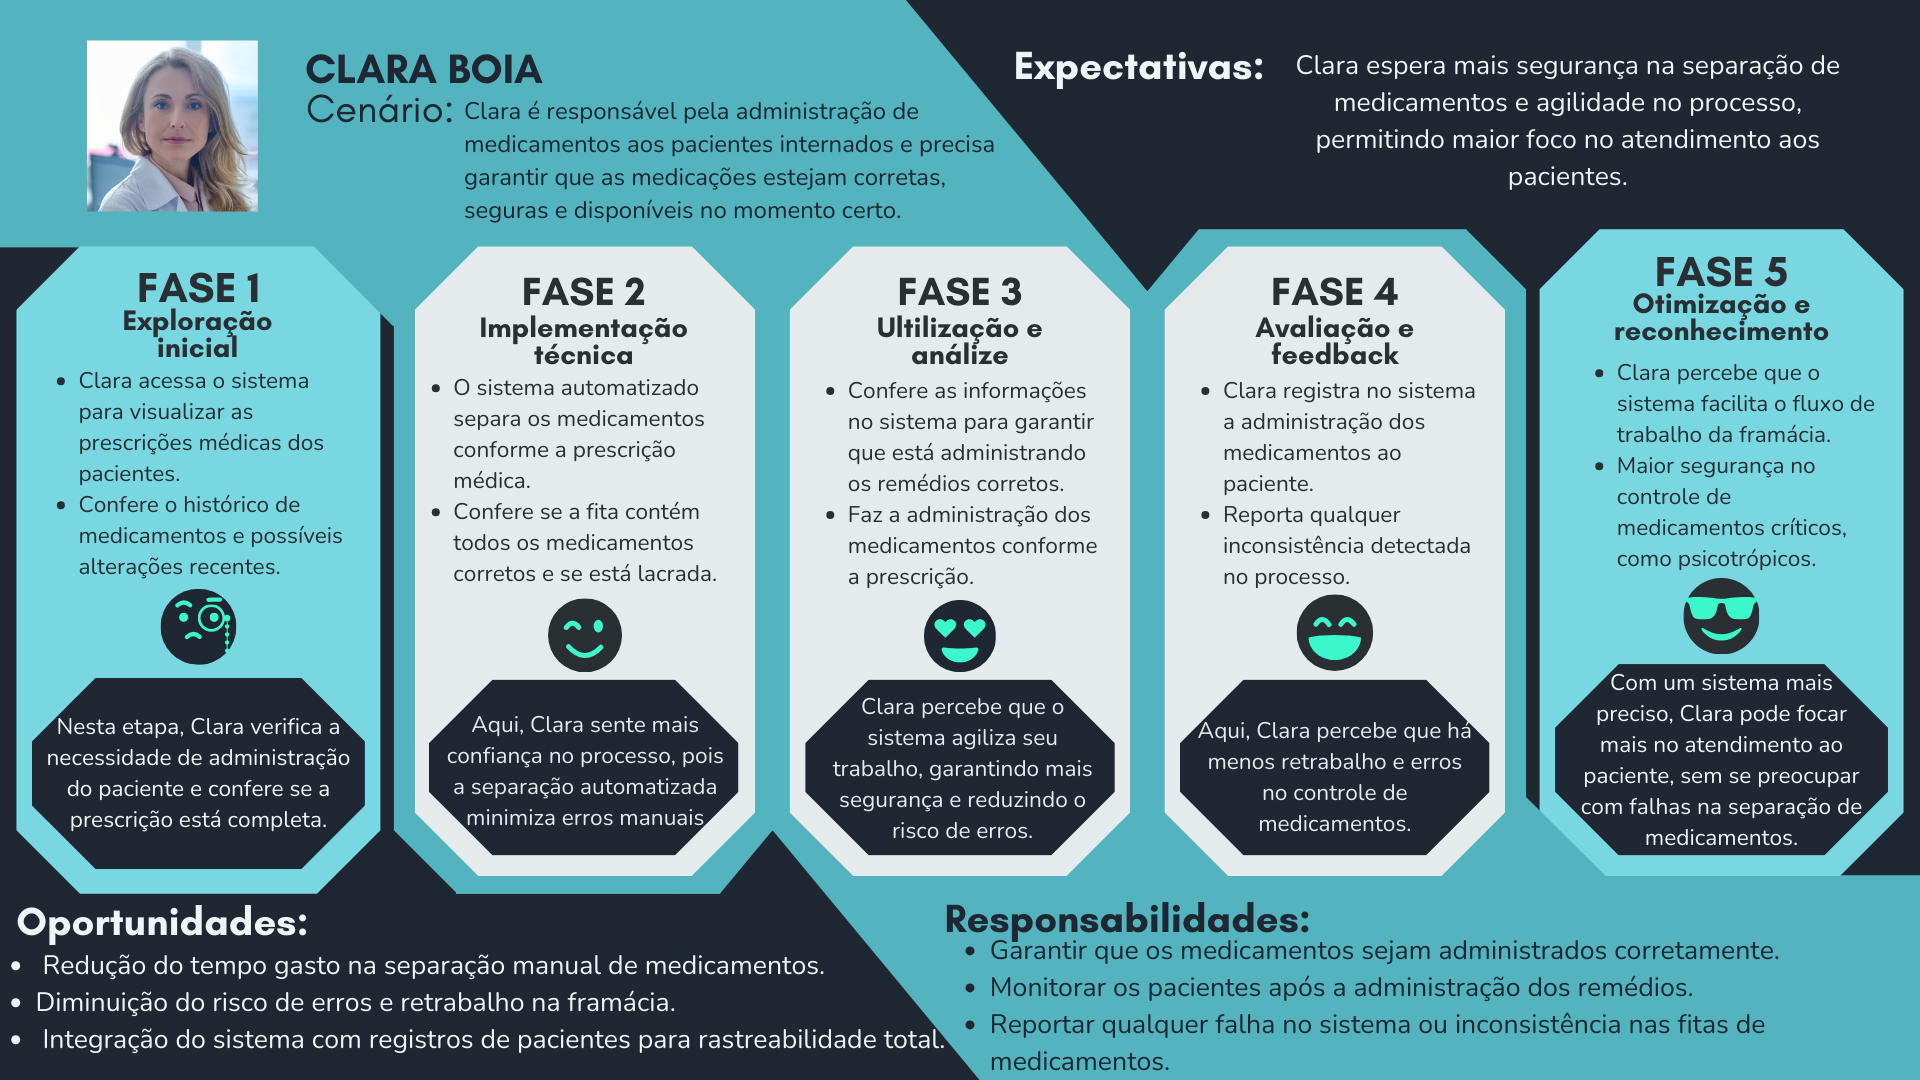 CLARA BOIA
Cenário:
Clara é responsável pela administração de
medicamentos aos pacientes internados e precisa
garantir que as medicações estejam corretas,
seguras e disponíveis no momento certo.
Expectativas:
Clara espera mais segurança na separação de
medicamentos e agilidade no processo,
permitindo maior foco no atendimento aos
pacientes.
FASE 1
Exploração
inicial
• Clara acessa o sistema
para visualizar as
prescrições médicas dos
pacientes.
• Confere o histórico de
medicamentos e possíveis
alterações recentes.
Nesta etapa, Clara verifica a
necessidade de administração
do paciente e confere se a
prescrição está completa.
FASE 2
Implementação
técnica
• O sistema automatizado
separa os medicamentos
conforme a prescrição
médica.
• Confere se a fita contém
todos os medicamentos
corretos e se está lacrada.
Aqui, Clara sente mais
confiança no processo, pois
a separação automatizada
minimiza erros manuais
FASE 3
Ultilização e
análize
• Confere as informações
no sistema para garantir
que está administrando
os remédios corretos.
• Faz a administração dos
medicamentos conforme
a prescrição.
Clara percebe que o
sistema agiliza seu
trabalho, garantindo mais
segurança e reduzindo o
risco de erros.
FASE 4
Avaliação e
feedback
• Clara registra no sistema
a administração dos
medicamentos ao
paciente.
• Reporta qualquer
inconsistência detectada
no processo.
Aqui, Clara percebe que há
menos retrabalho e erros
no controle de
medicamentos.
FASE 5
Otimização e
reconhecimento
• Clara percebe que o
sistema facilita o fluxo de
trabalho da framácia.
• Maior segurança no
controle de
medicamentos críticos,
como psicotrópicos.
Com um sistema mais
preciso, Clara pode focar
mais no atendimento ao
paciente, sem se preocupar
com falhas na separação de
medicamentos.
Oportunidades:
• Redução do tempo gasto na separação manual de medicamentos.
• Diminuição do risco de erros e retrabalho na framácia.
• Integração do sistema com registros de pacientes para rastreabilidade total.
Responsabilidades:
• Garantir que os medicamentos sejam administrados corretamente.
• Monitorar os pacientes após a administração dos remédios.
• Reportar qualquer falha no sistema ou inconsistência nas fitas de
medicamentos.